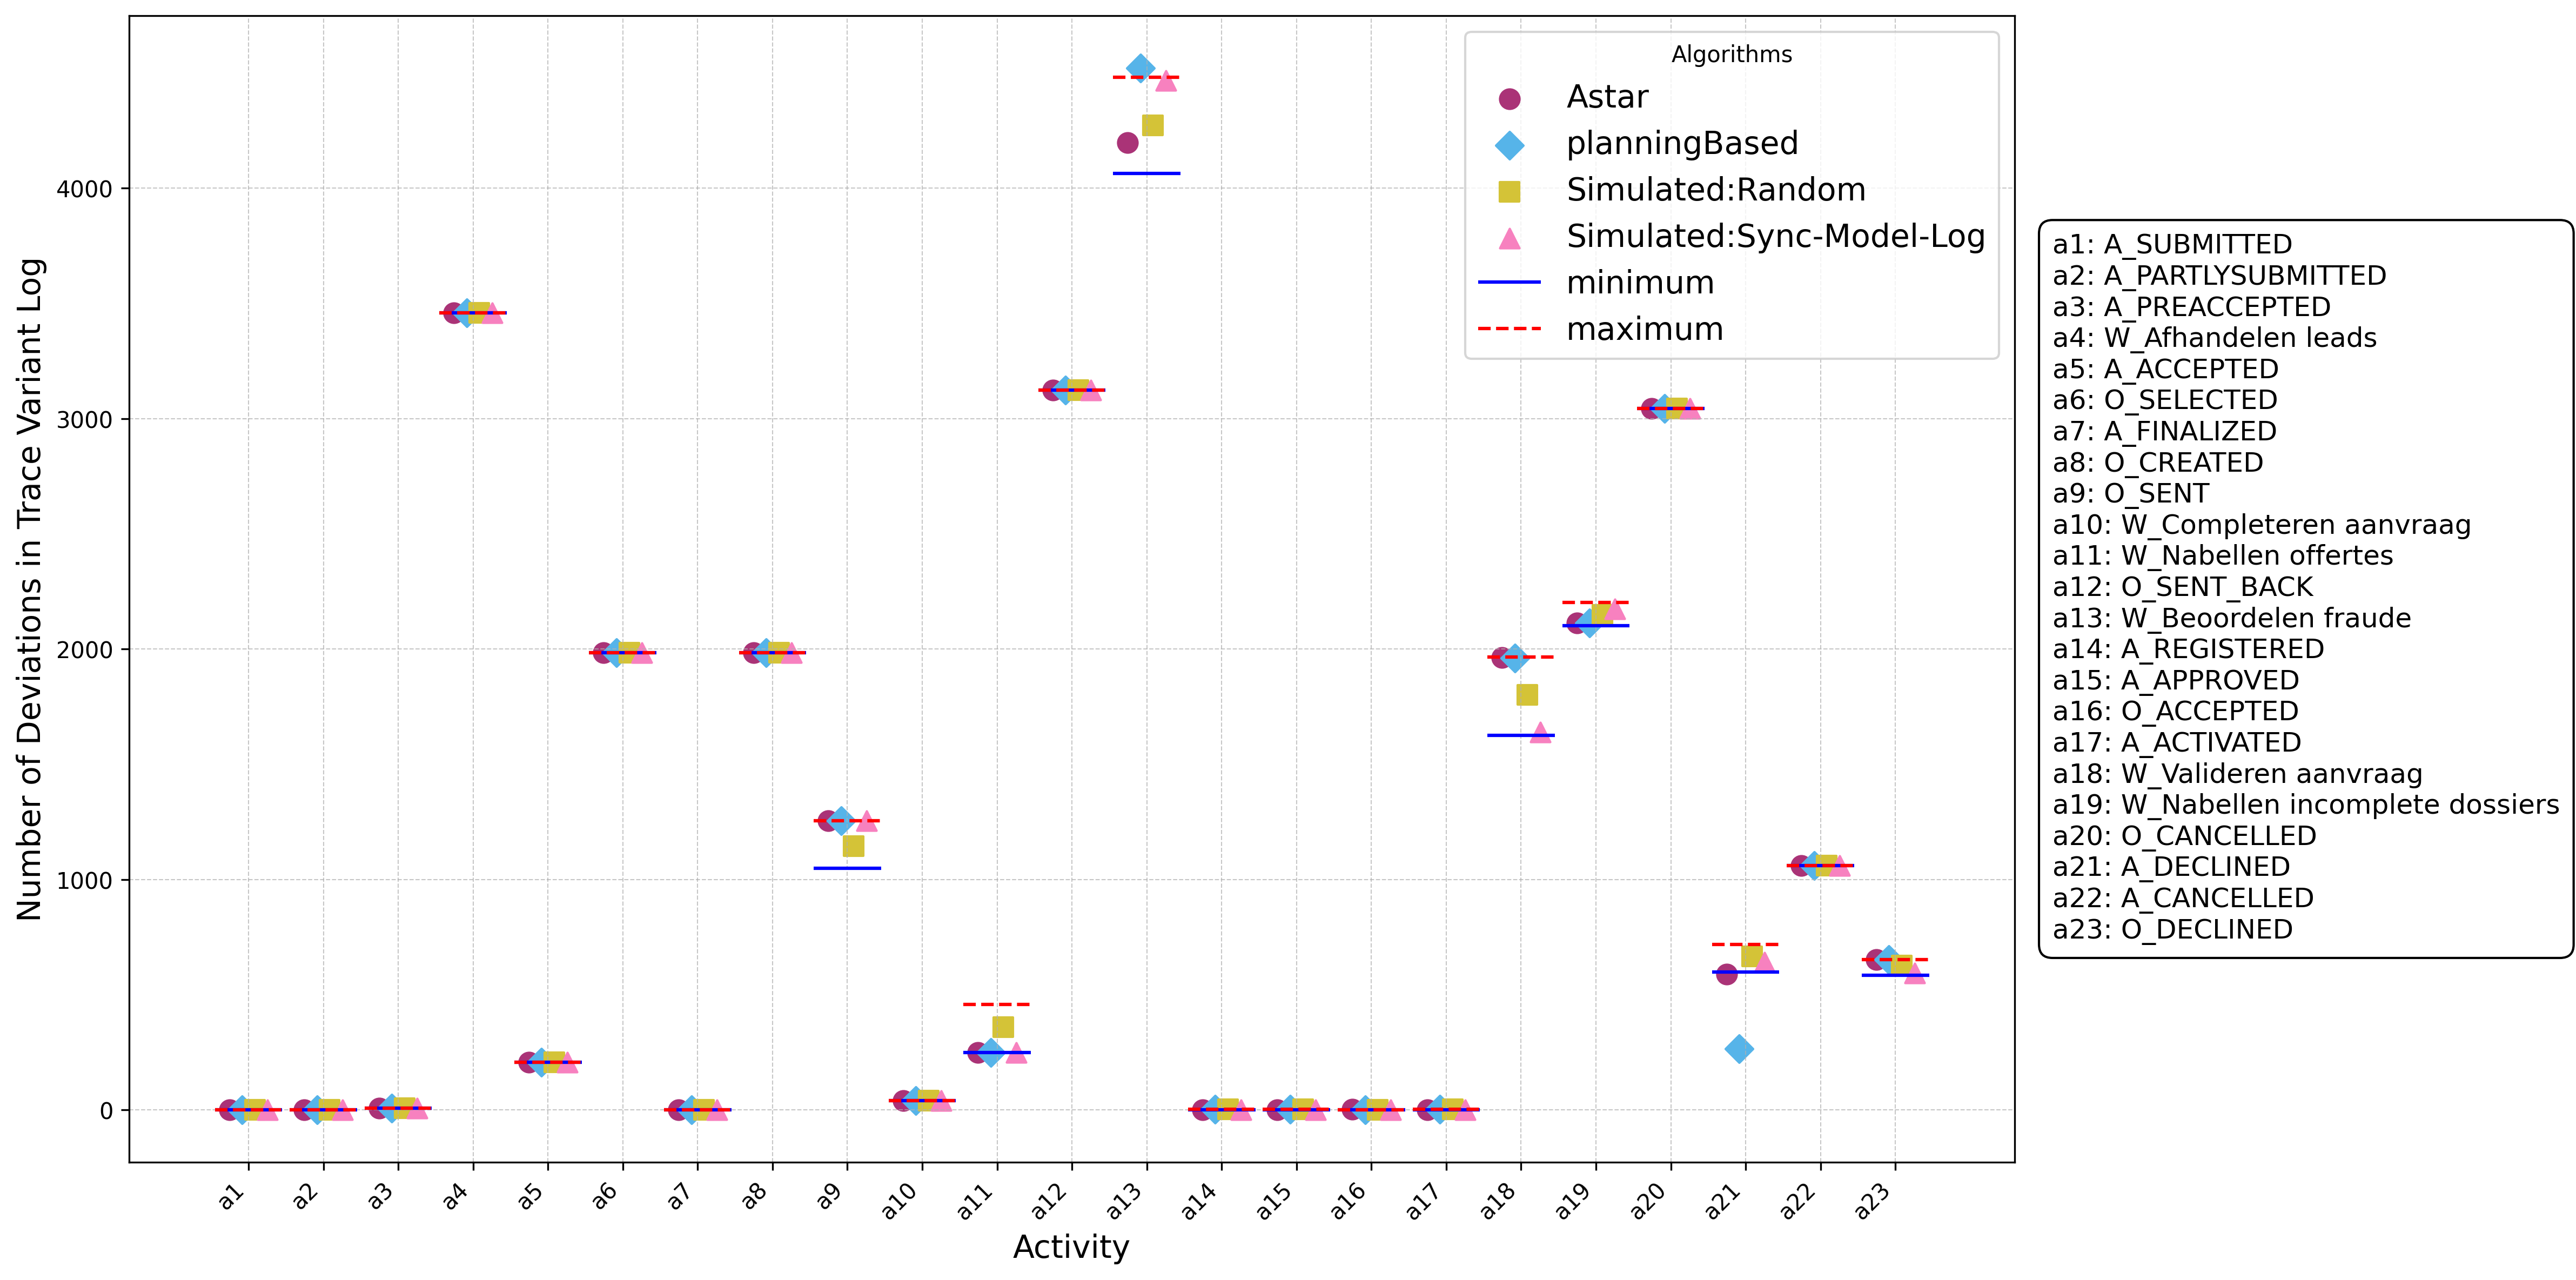 Number of Deviations in Trace Variant Log
4000
3000
2000
1000
0
Algorithms
Astar
planningBased
Simulated:Random
Simulated:Sync-Model-Log
minimum
maximum
a1: A_SUBMITTED
a2: A_PARTLYSUBMITTED
a3: A_PREACCEPTED
a4: W_Afhandelen leads
a5: A_ACCEPTED
a6: O_SELECTED
a7: A_FINALIZED
a8: O_CREATED
a9: O_SENT
a10: W_Completeren aanvraag
a11: W_Nabellen offertes
a12: O_SENT_BACK
a13: W_Beoordelen fraude
a14: A_REGISTERED
a15: A_APPROVED
a16: O_ACCEPTED
a17: A_ACTIVATED
a18: W_Valideren aanvraag
a19: W_Nabellen incomplete dossiers
a20: O_CANCELLED
a21: A_DECLINED
a22: A_CANCELLED
a23: O_DECLINED
a1 a2 a3 a4 a5 a6 a7 a8 a9 a10 a11 a12 a13 a14 a15 a16 a17 a18 a19 a20 a21 a22 a23
Activity